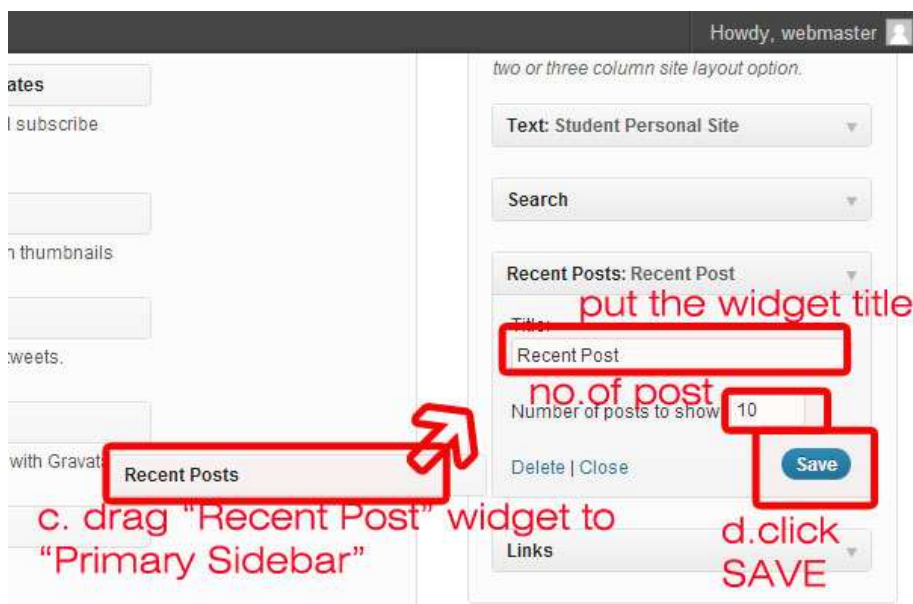 Howdy, webmaster
two or three column site layout option.
ates
l subscribe
Text: Student Personal Site
Search
n thumbnails
Recent Posts: Recent Post
put the widget title
Title:
Recent Post
weets.
no.of post
Number of posts to show 10
with Gravata
Recent Posts
Delete | Close
Save
c. drag “Recent Post” widget to
“Primary Sidebar”
d.click
SAVE
Links